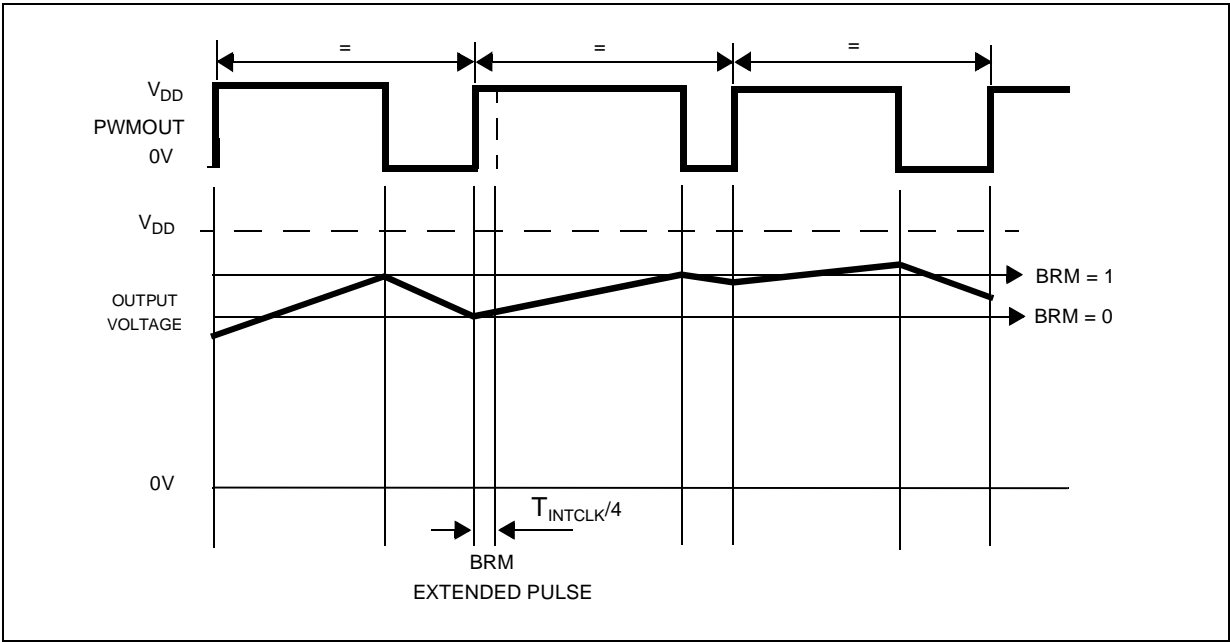 = = =
VDD
PWMOUT
0V
VDD
BRM = 1
OUTPUT
VOLTAGE
BRM = 0
0V
TINTCLK/4
BRM
EXTENDED PULSE